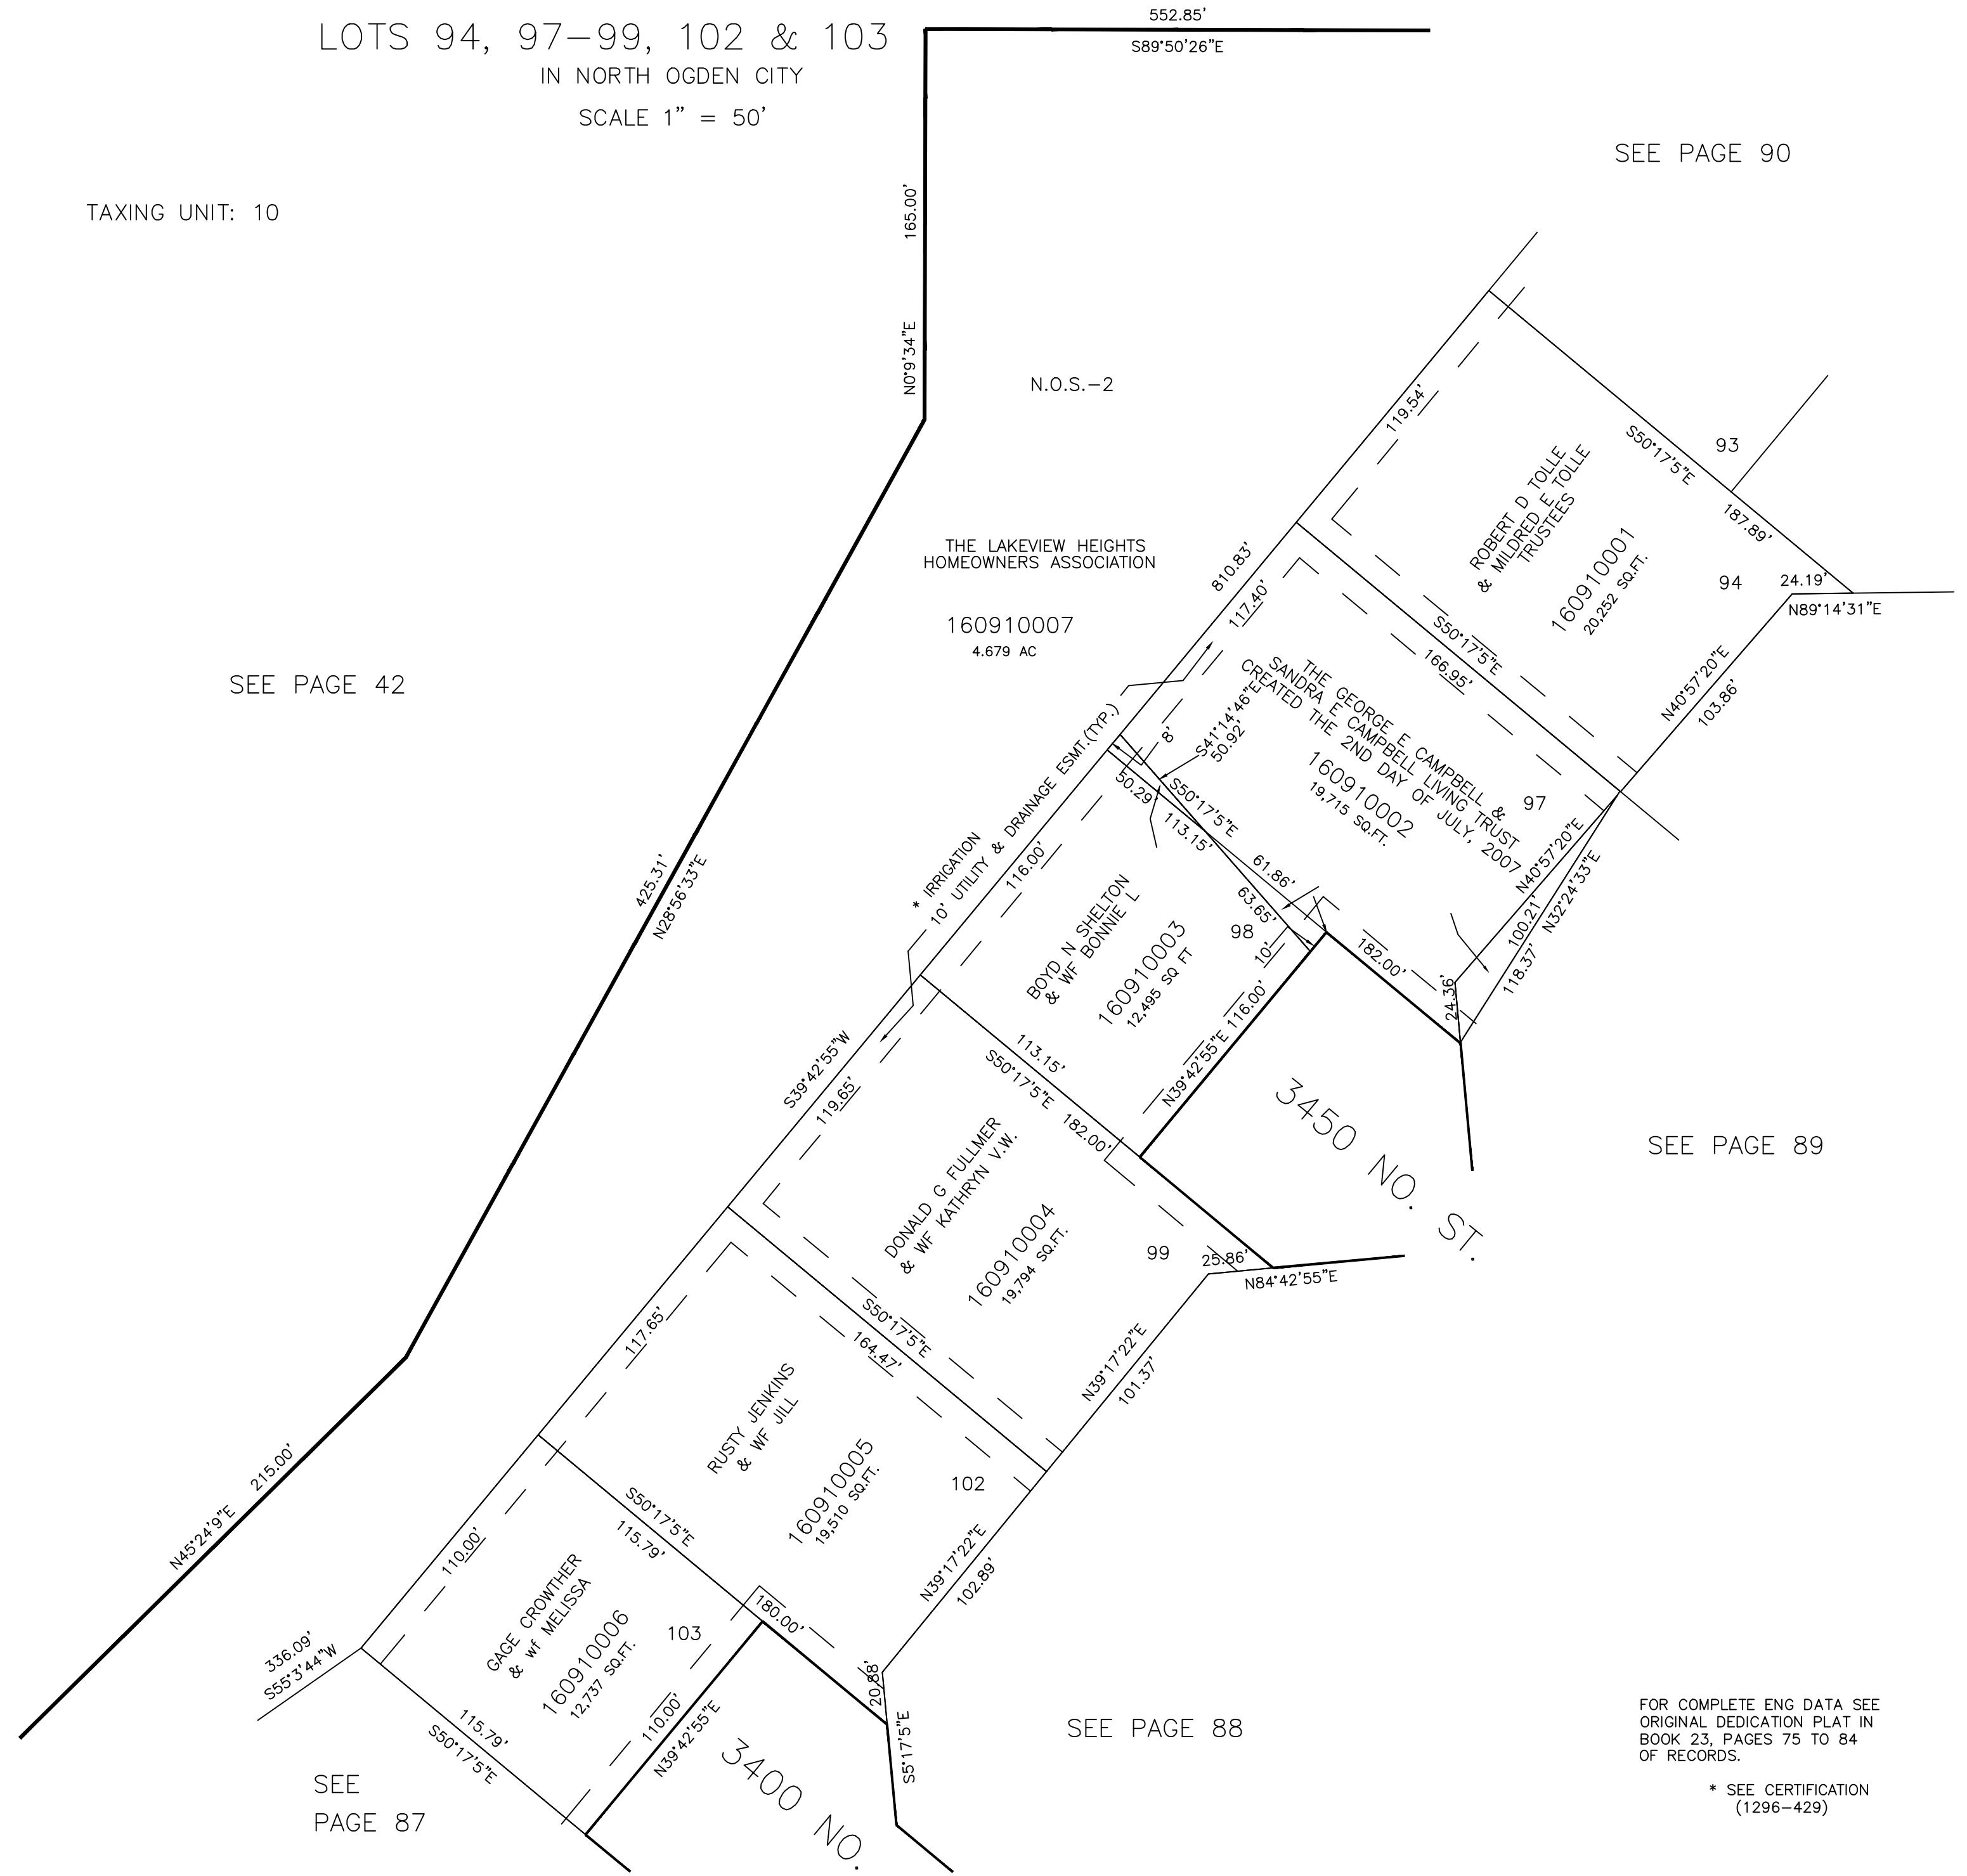 LOTS 94, 97-99, 102 & 103
IN NORTH OGDEN CITY
SCALE 1" = 50'
TAXING UNIT: 10
552.85'
S89°50'26"E
SEE PAGE 90
165.00'
N0°9'34"E
N.O.S.-2
THE LAKEVIEW HEIGHTS
HOMEOWNERS ASSOCIATION
160910007
4.679 AC
SEE PAGE 42
425.31'
N28°56'33"E
215.00'
N45°24'9"E
336.09'
S55°3'44"W
810.83'
S39°42'55"W
119.54'
S50°17'5"E
187.89'
93
ROBERT D TOLLE
& MILDRED E TOLLE
TRUSTEES
160910001
20,252 SQ.FT.
94
24.19'
N89°14'31"E
N40°57'20"E
103.86'
S50°17'5"E
166.95'
117.40'
THE GEORGE E CAMPBELL &
SANDRA E CAMPBELL LIVING TRUST
CREATED THE 2ND DAY OF JULY, 2007
160910002
19,715 SQ.FT.
97
S41°14'46"E
50.92'
8'
50.29'
S50°17'5"E
113.15'
61.86'
63.65'
10'
N40°57'20"E
100.21'
N32°24'33"E
118.37'
24.36'
182.00'
* IRRIGATION
10' UTILITY & DRAINAGE ESMT.(TYP.)
116.00'
BOYD N SHELTON
& WF BONNIE L
160910003
12,495 SQ FT
98
N39°42'55"E 116.00'
113.15'
S50°17'5"E
182.00'
3450 NO. ST.
SEE PAGE 89
119.65'
DONALD G FULLMER
& WF KATHRYN V.W.
160910004
19,794 SQ.FT.
99
25.86'
N84°42'55"E
N39°17'22"E
101.37'
S50°17'5"E
164.47'
117.65'
RUSTY JENKINS
& WF JILL
160910005
19,510 SQ.FT.
102
N39°17'22"E
102.89'
S50°17'5"E
115.79'
180.00'
20.88'
S5°17'5"E
110.00'
GAGE CROWTHER
& wf MELISSA
160910006
12,737 SQ.FT.
103
110.00'
N39°42'55"E
115.79'
S50°17'5"E
3400 NO.
SEE PAGE 88
SEE
PAGE 87
FOR COMPLETE ENG DATA SEE
ORIGINAL DEDICATION PLAT IN
BOOK 23, PAGES 75 TO 84
OF RECORDS.
* SEE CERTIFICATION
(1296-429)